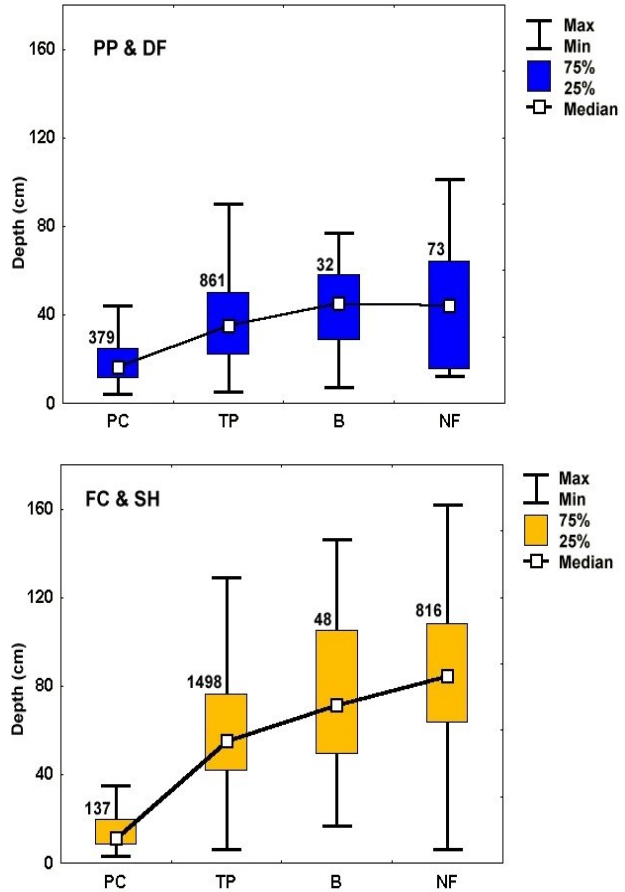 PP & DF
Max
Min
75%
25%
Median
Depth (cm)
160
120
80
40
0
379
861
32
73
PC TP B NF
FC & SH
Max
Min
75%
25%
Median
Depth (cm)
160
120
80
40
0
137
1498
48
816
PC TP B NF